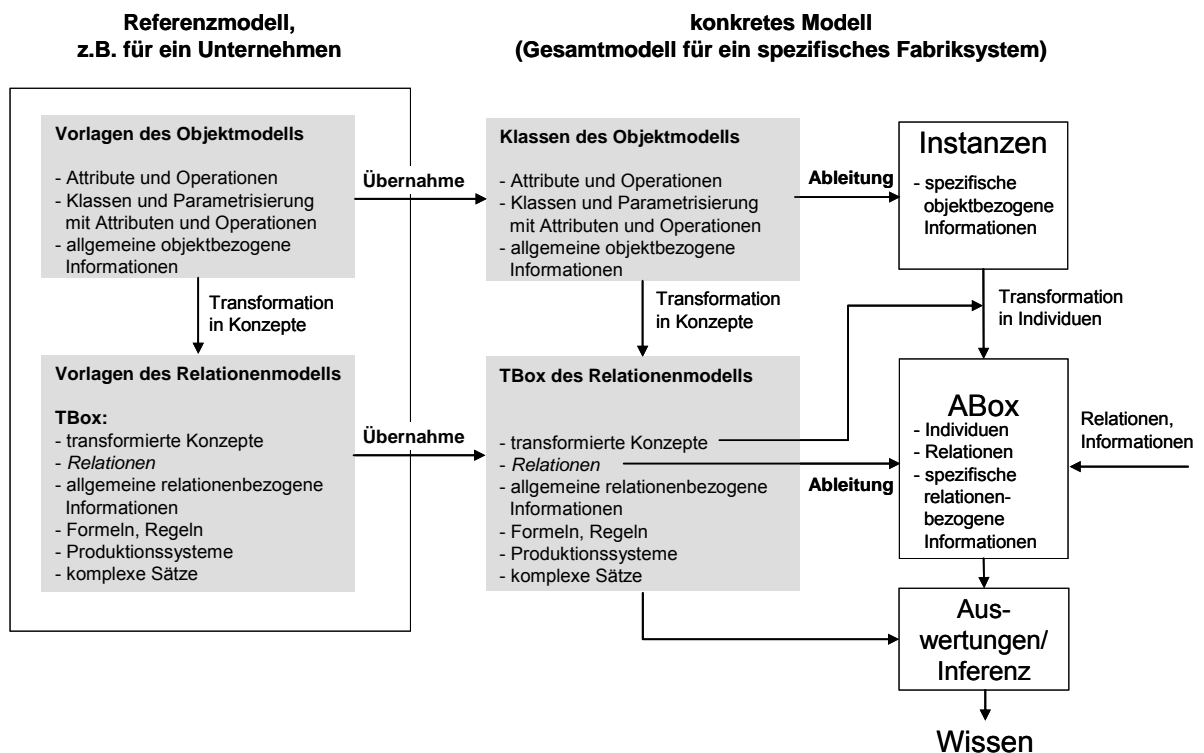 Referenzmodell,
z.B. für ein Unternehmen
konkretes Modell
(Gesamtmodell für ein spezifisches Fabriksystem)
Vorlagen des Objektmodells
- Attribute und Operationen
- Klassen und Parametrisierung
mit Attributen und Operationen
- allgemeine objektbezogene
Informationen
Übernahme
Klassen des Objektmodells
- Attribute und Operationen
- Klassen und Parametrisierung
mit Attributen und Operationen
- allgemeine objektbezogene
Informationen
Ableitung
Instanzen
- spezifische
objektbezogene
Informationen
Transformation
in Konzepte
Transformation
in Konzepte
Transformation
in Individuen
Vorlagen des Relationenmodells
TBox:
- transformierte Konzepte
- Relationen
- allgemeine relationenbezogene
Informationen
- Formeln, Regeln
- Produktionssysteme
- komplexe Sätze
Übernahme
TBox des Relationenmodells
- transformierte Konzepte
- Relationen
- allgemeine relationenbezogene
Informationen
- Formeln, Regeln
- Produktionssysteme
- komplexe Sätze
Ableitung
ABox
- Individuen
- Relationen
- spezifische
relationen-
bezogene
Informationen
Relationen,
Informationen
Aus-
wertungen/
Inferenz
Wissen